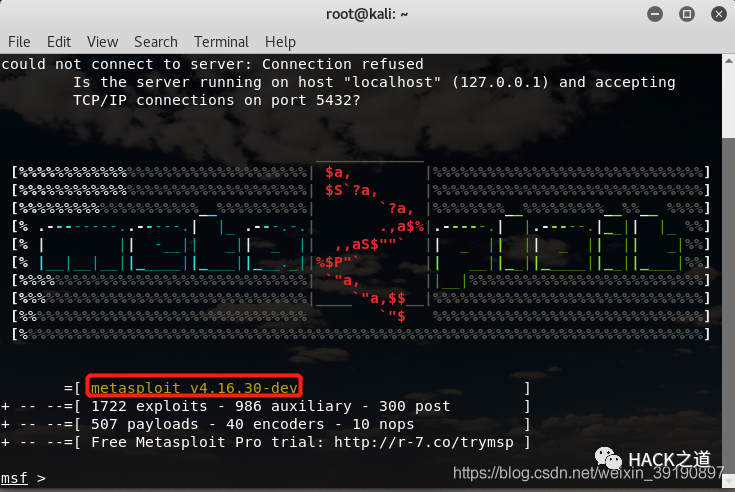 root@kali: ~
File Edit View Search Terminal Help
could not connect to server: Connection refused
Is the server running on host "localhost" (127.0.0.1) and accepting
TCP/IP connections on port 5432?
metasploit
=[ metasploit v4.16.30-dev ]
+ -- --=[ 1722 exploits - 986 auxiliary - 300 post ]
+ -- --=[ 507 payloads - 40 encoders - 10 nops ]
+ -- --=[ Free Metasploit Pro trial: http://r-7.co/trymsp ]
msf >
HACK之道
https://blog.csdn.net/weixin_39190897